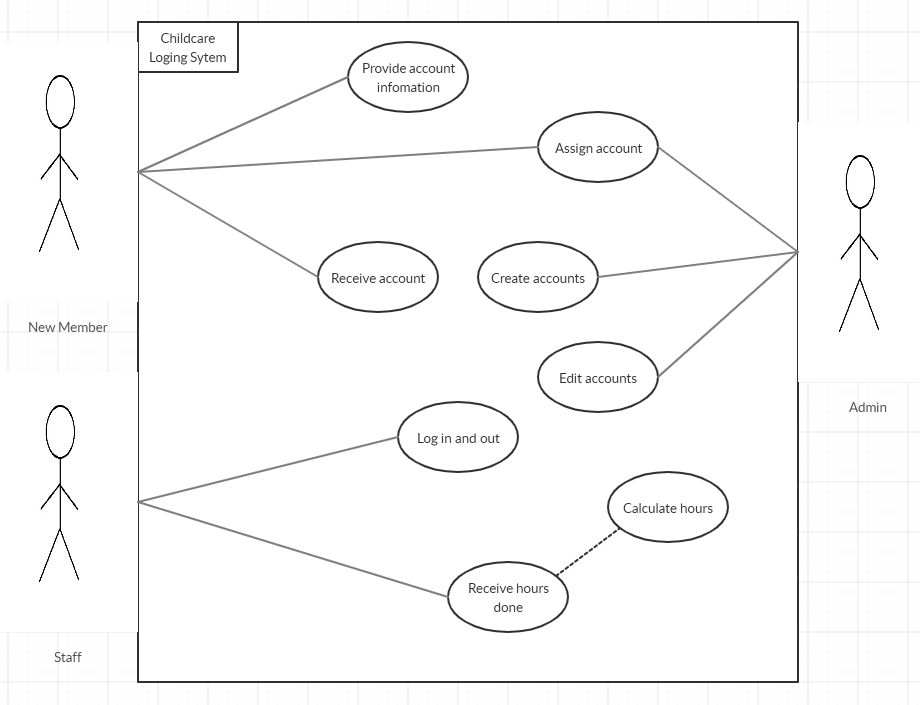 Childcare
Loging Sytem
Provide account
infomation
Assign account
Receive account
Create accounts
New Member
Edit accounts
Admin
Log in and out
Calculate hours
Receive hours
done
Staff